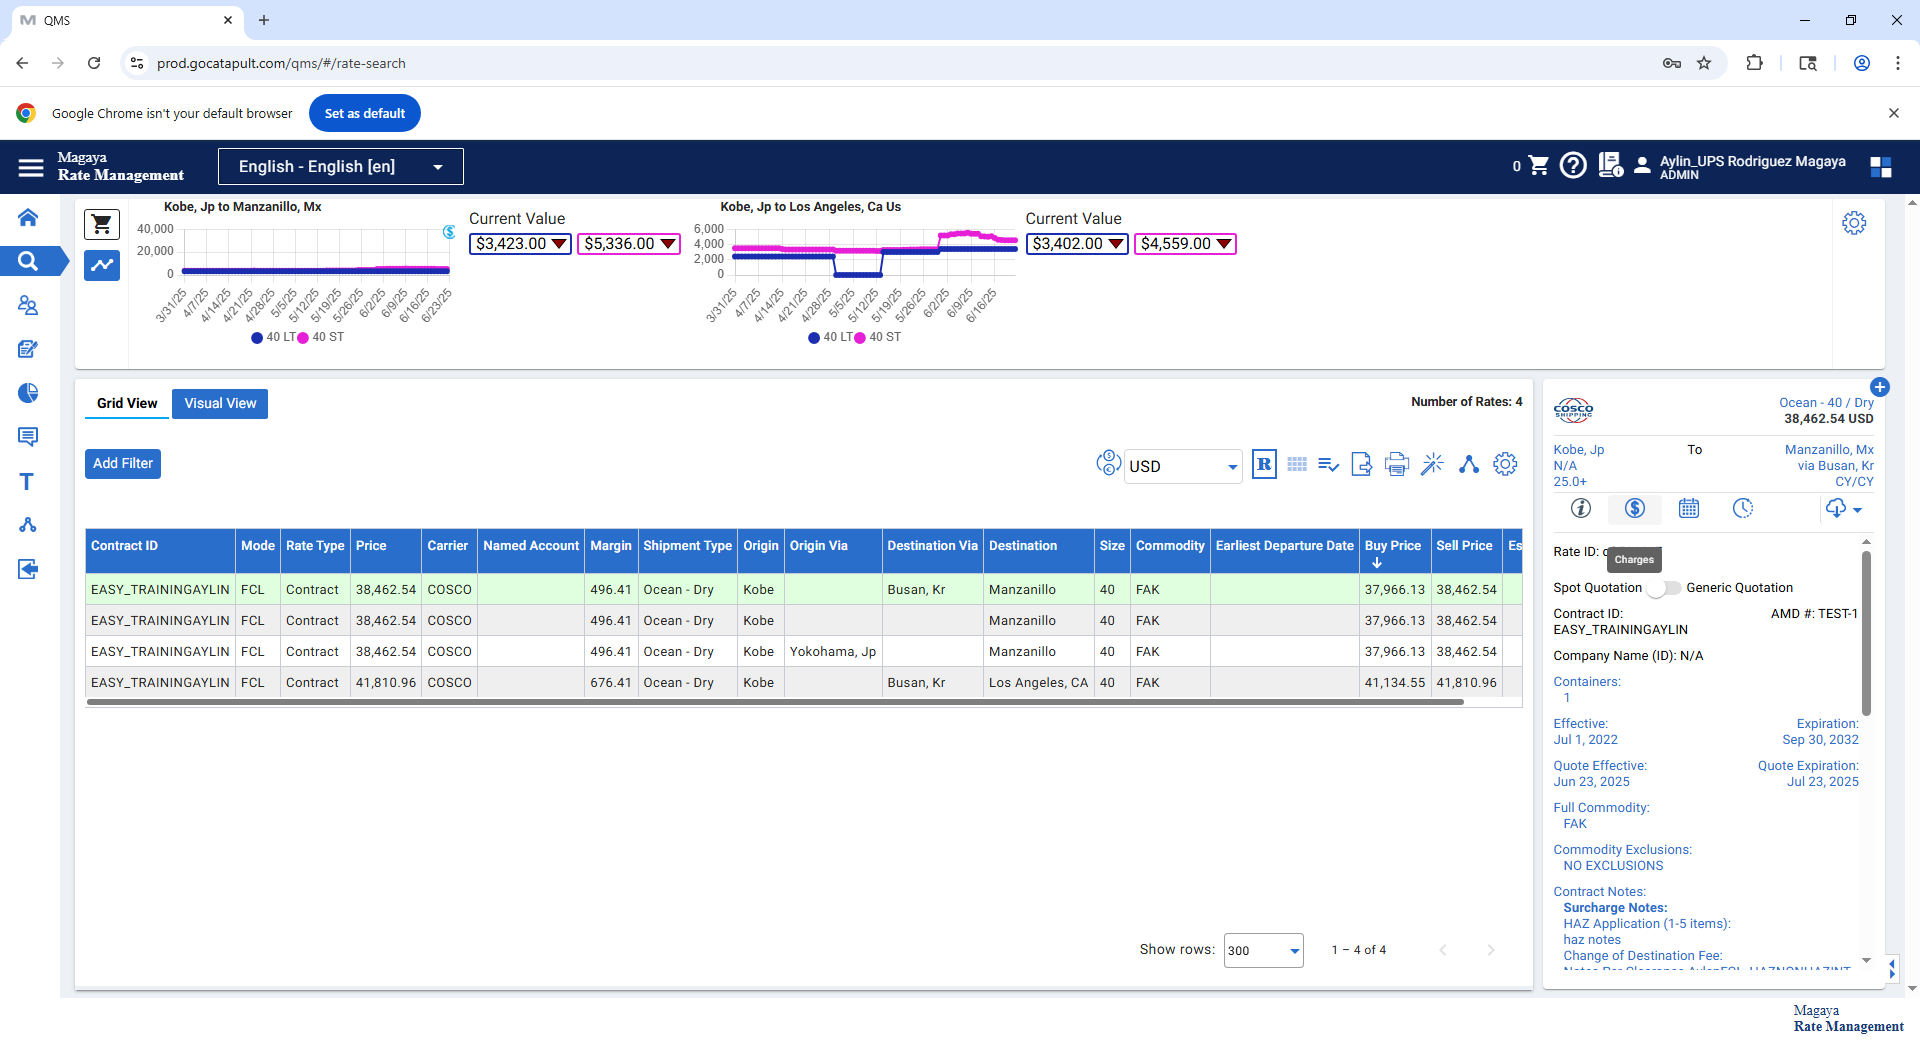 QMS
prod.gocatapult.com/qms/#/rate-search
Google Chrome isn't your default browser
Set as default
Magaya
Rate Management
English - English [en]
0
Aylin_UPS Rodriguez Magaya
ADMIN
Kobe, Jp to Manzanillo, Mx
40,000
20,000
0
3/31/25
4/7/25
4/14/25
4/21/25
4/28/25
5/5/25
5/12/25
5/19/25
5/26/25
6/2/25
6/9/25
6/16/25
6/23/25
40 LT 40 ST
Current Value
$3,423.00 $5,336.00
Kobe, Jp to Los Angeles, Ca Us
6,000
4,000
2,000
0
3/31/25
4/7/25
4/14/25
4/21/25
4/28/25
5/5/25
5/12/25
5/19/25
5/26/25
6/2/25
6/9/25
6/16/25
40 LT 40 ST
Current Value
$3,402.00 $4,559.00
Grid View Visual View
Number of Rates: 4
Add Filter
USD
R
Contract ID Mode Rate Type Price Carrier Named Account Margin Shipment Type Origin Origin Via Destination Via Destination Size Commodity Earliest Departure Date Buy Price Sell Price Es
EASY_TRAININGAYLIN FCL Contract 38,462.54 COSCO 496.41 Ocean - Dry Kobe Busan, Kr Manzanillo 40 FAK 37,966.13 38,462.54
EASY_TRAININGAYLIN FCL Contract 38,462.54 COSCO 496.41 Ocean - Dry Kobe Manzanillo 40 FAK 37,966.13 38,462.54
EASY_TRAININGAYLIN FCL Contract 38,462.54 COSCO 496.41 Ocean - Dry Kobe Yokohama, Jp Manzanillo 40 FAK 37,966.13 38,462.54
EASY_TRAININGAYLIN FCL Contract 41,810.96 COSCO 676.41 Ocean - Dry Kobe Busan, Kr Los Angeles, CA 40 FAK 41,134.55 41,810.96
Show rows: 300 1 – 4 of 4
COSCO
SHIPPING
Ocean - 40 / Dry
38,462.54 USD
Kobe, Jp To Manzanillo, Mx
N/A via Busan, Kr
25.0+ CY/CY
Rate ID:
Charges
Spot Quotation Generic Quotation
Contract ID: AMD #: TEST-1
EASY_TRAININGAYLIN
Company Name (ID): N/A
Containers:
1
Effective: Expiration:
Jul 1, 2022 Sep 30, 2032
Quote Effective: Quote Expiration:
Jun 23, 2025 Jul 23, 2025
Full Commodity:
FAK
Commodity Exclusions:
NO EXCLUSIONS
Contract Notes:
Surcharge Notes:
HAZ Application (1-5 items):
haz notes
Change of Destination Fee:
Magaya
Rate Management